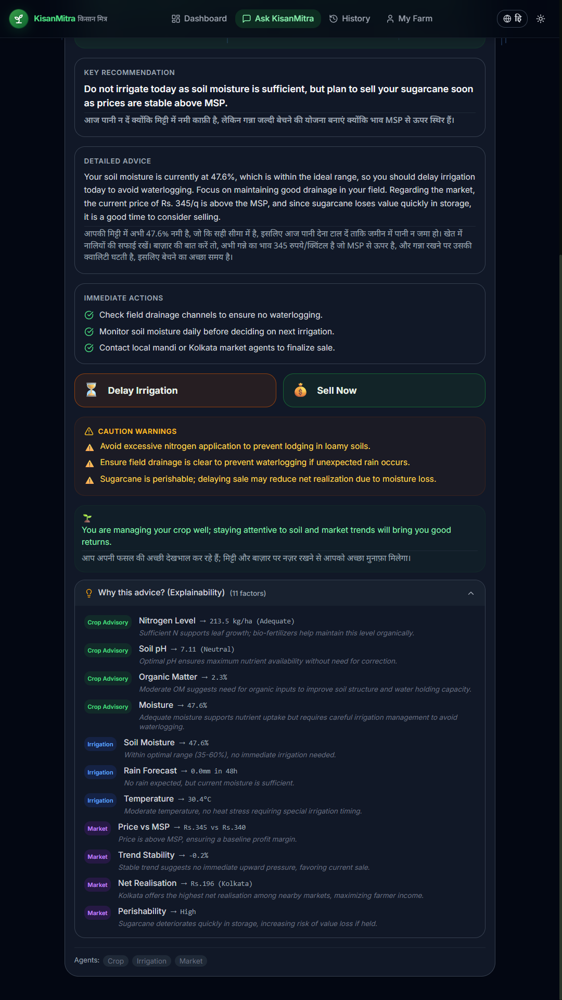 KisanMitra किसान मित्र
Dashboard
Ask KisanMitra
History
My Farm
हि
KEY RECOMMENDATION
Do not irrigate today as soil moisture is sufficient, but plan to sell your sugarcane soon
as prices are stable above MSP.
आज पानी न दें क्योंकि मिट्टी में नमी काफ़ी है, लेकिन गन्ना जल्दी बेचने की योजना बनाएं क्योंकि भाव MSP से ऊपर स्थिर हैं।
DETAILED ADVICE
Your soil moisture is currently at 47.6%, which is within the ideal range, so you should delay irrigation
today to avoid waterlogging. Focus on maintaining good drainage in your field. Regarding the market,
the current price of Rs. 345/q is above the MSP, and since sugarcane loses value quickly in storage,
it is a good time to consider selling.
आपकी मिट्टी में अभी 47.6% नमी है, जो कि सही सीमा में है, इसलिए आज पानी देना टाल दें ताकि जमीन में पानी न जमा हो। खेत में
नालियों की सफाई रखें। बाज़ार की बात करें तो, अभी गन्ने का भाव 345 रुपये/क्विंटल है जो MSP से ऊपर है, और गन्ना रखने पर उसकी
क्वालिटी घटती है, इसलिए बेचने का अच्छा समय है।
IMMEDIATE ACTIONS
Check field drainage channels to ensure no waterlogging.
Monitor soil moisture daily before deciding on next irrigation.
Contact local mandi or Kolkata market agents to finalize sale.
Delay Irrigation
Sell Now
CAUTION WARNINGS
Avoid excessive nitrogen application to prevent lodging in loamy soils.
Ensure field drainage is clear to prevent waterlogging if unexpected rain occurs.
Sugarcane is perishable; delaying sale may reduce net realization due to moisture loss.
You are managing your crop well; staying attentive to soil and market trends will bring you good
returns.
आप अपनी फसल की अच्छी देखभाल कर रहे हैं; मिट्टी और बाज़ार पर नज़र रखने से आपको अच्छा मुनाफ़ा मिलेगा।
Why this advice? (Explainability) (11 factors)
Crop Advisory Nitrogen Level → 213.5 kg/ha (Adequate)
Sufficient N supports leaf growth; bio-fertilizers help maintain this level organically.
Crop Advisory Soil pH → 7.11 (Neutral)
Optimal pH ensures maximum nutrient availability without need for correction.
Crop Advisory Organic Matter → 2.3%
Moderate OM suggests need for organic inputs to improve soil structure and water holding capacity.
Crop Advisory Moisture → 47.6%
Adequate moisture supports nutrient uptake but requires careful irrigation management to avoid
waterlogging.
Irrigation Soil Moisture → 47.6%
Within optimal range (35-60%), no immediate irrigation needed.
Irrigation Rain Forecast → 0.0mm in 48h
No rain expected, but current moisture is sufficient.
Irrigation Temperature → 30.4°C
Moderate temperature, no heat stress requiring special irrigation timing.
Market Price vs MSP → Rs.345 vs Rs.340
Price is above MSP, ensuring a baseline profit margin.
Market Trend Stability → -0.2%
Stable trend suggests no immediate upward pressure, favoring current sale.
Market Net Realisation → Rs.196 (Kolkata)
Kolkata offers the highest net realisation among nearby markets, maximizing farmer income.
Market Perishability → High
Sugarcane deteriorates quickly in storage, increasing risk of value loss if held.
Agents: Crop Irrigation Market